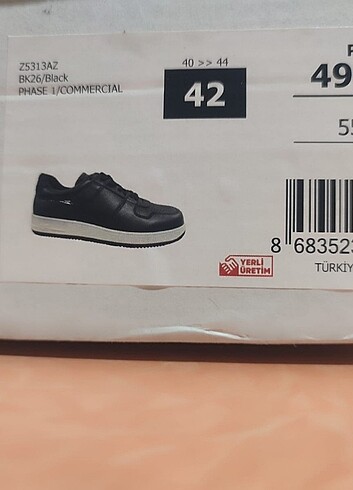 Z5313AZ
BK26/Black
PHASE 1/COMMERCIAL
40 >> 44
42
49
55
YERLİ
ÜRETİM
8 683523
TÜRKİY